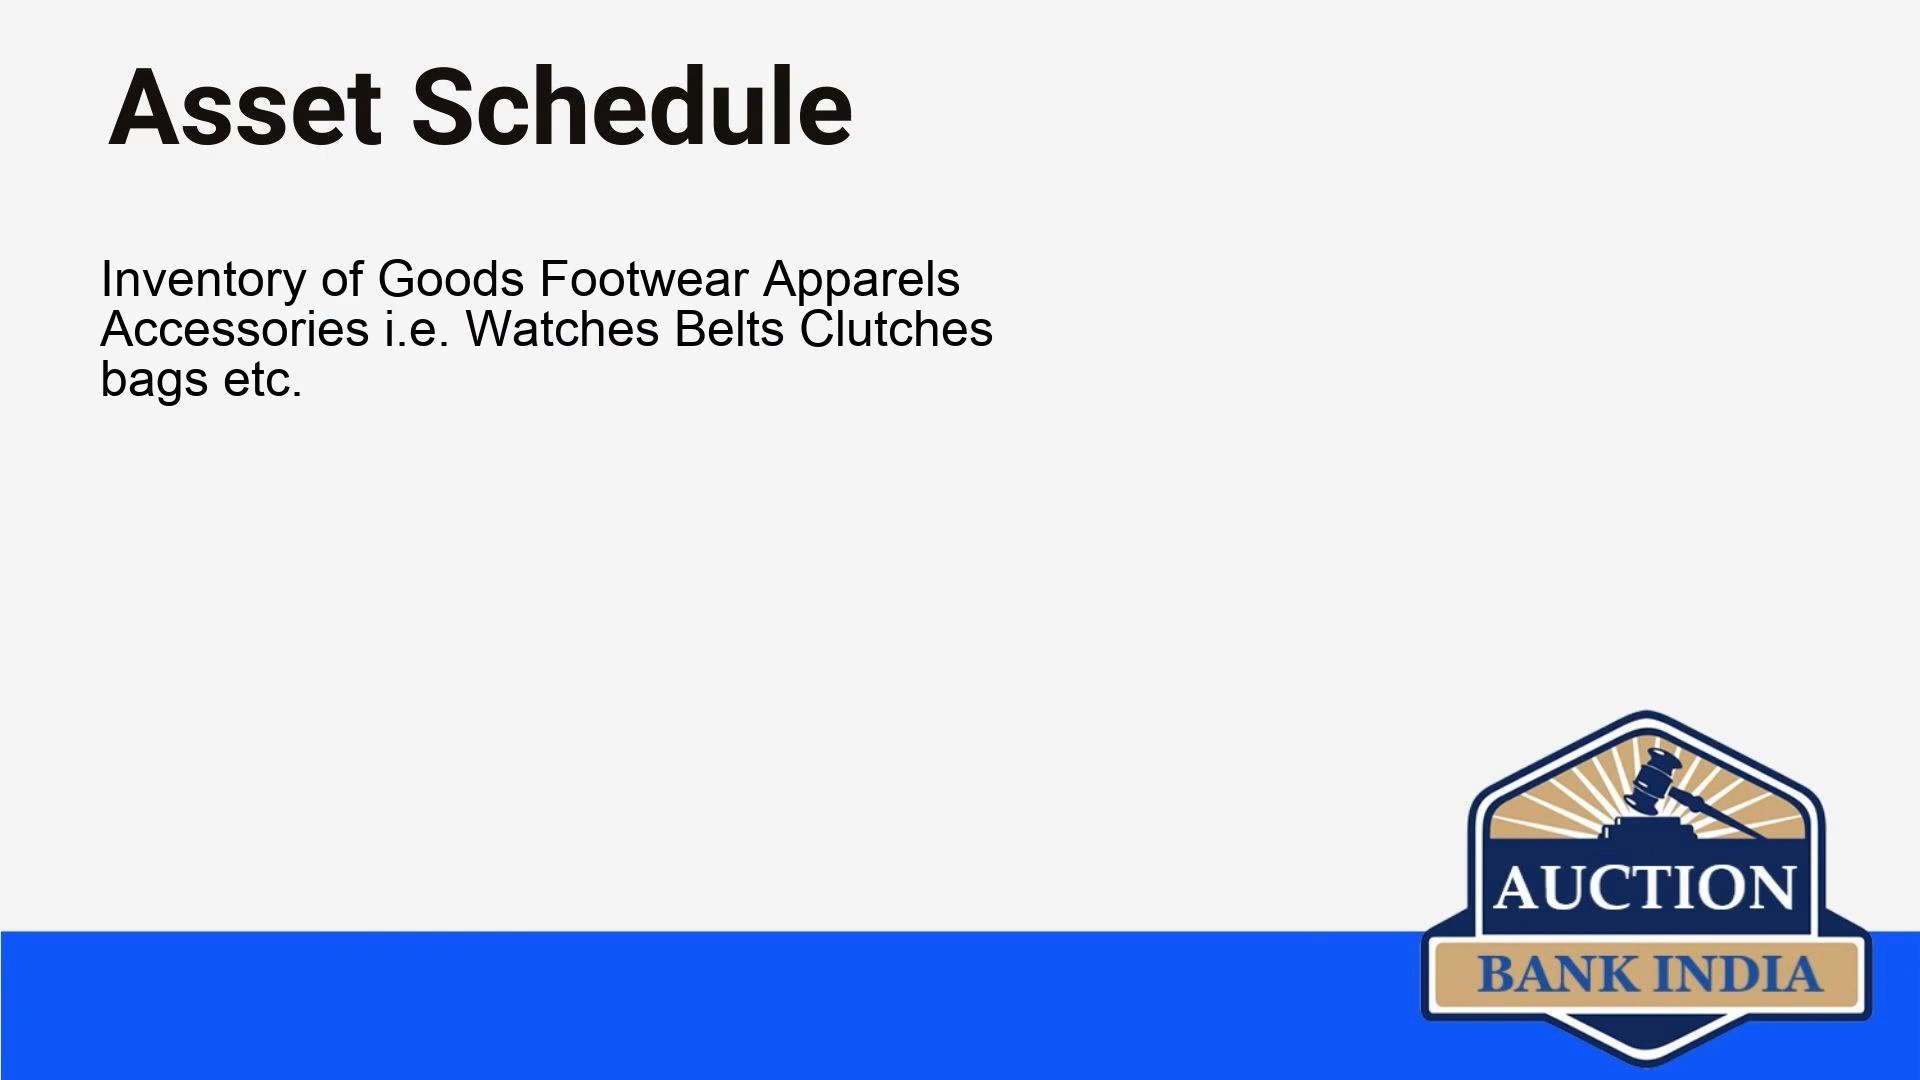 Asset Schedule
Inventory of Goods Footwear Apparels
Accessories i.e. Watches Belts Clutches
bags etc.
AUCTION
BANK INDIA